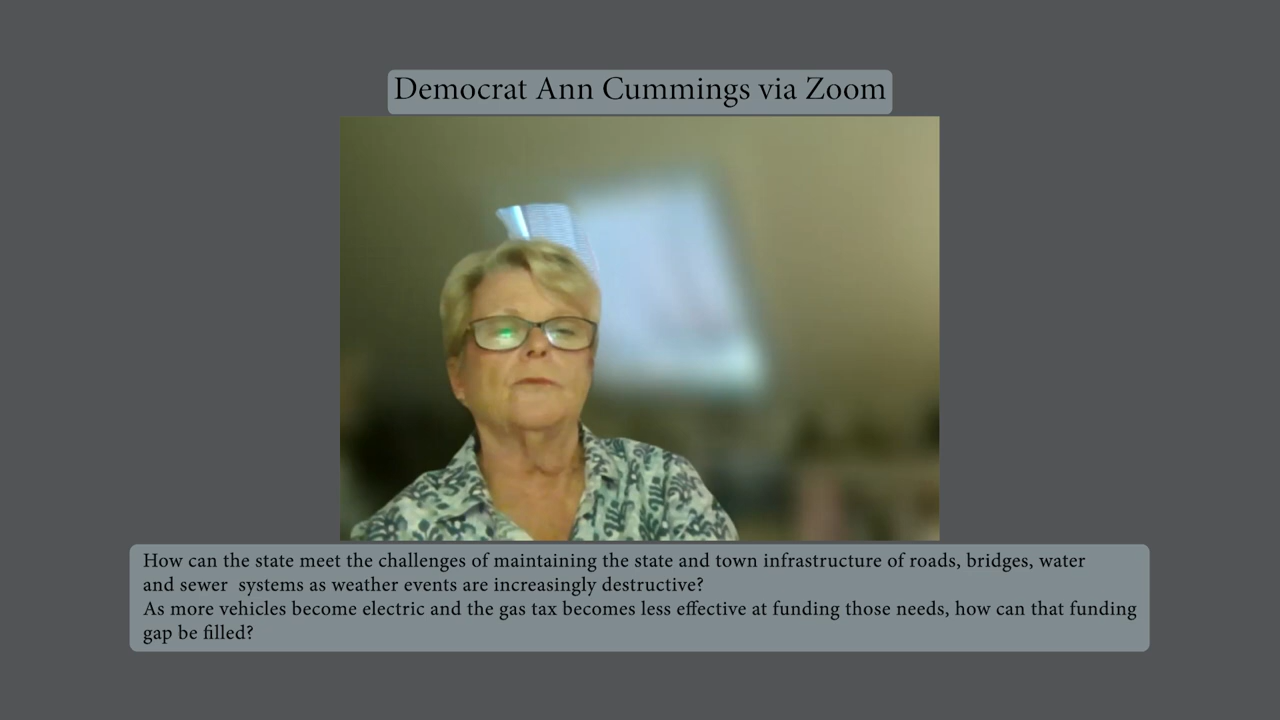 Democrat Ann Cummings via Zoom
How can the state meet the challenges of maintaining the state and town infrastructure of roads, bridges, water
and sewer  systems as weather events are increasingly destructive?
As more vehicles become electric and the gas tax becomes less effective at funding those needs, how can that funding
gap be filled?